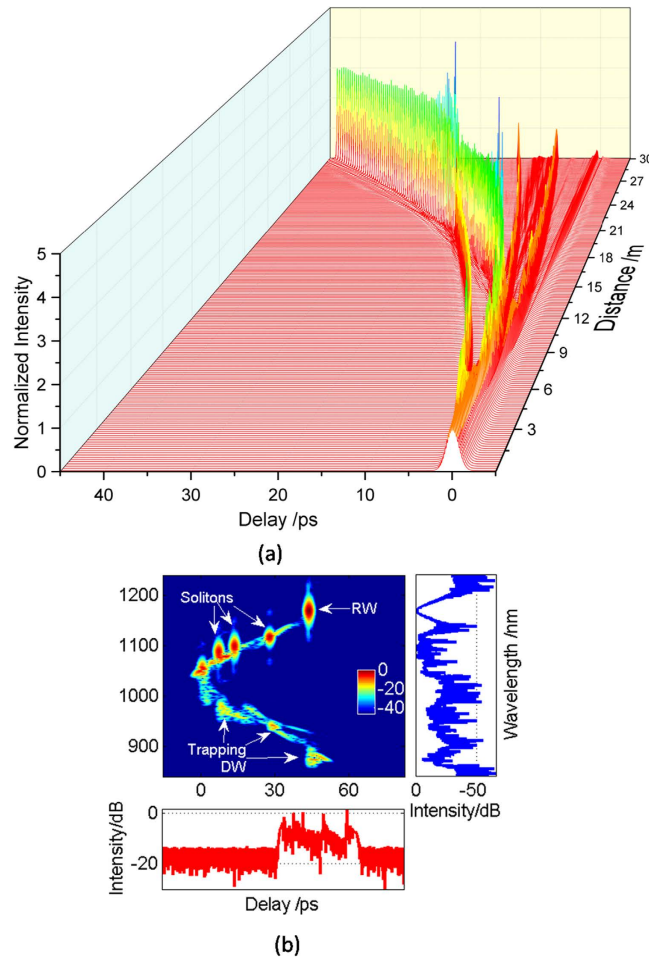 5
4
3
2
1
0
Normalized Intensity
40
30
20
10
0
Delay /ps
3
6
9
12
15
18
21
24
27
30
Distance /m
(a)
1200
1100
1000
900
Solitons
RW
Trapping
DW
0
-20
-40
0 30 60
Wavelength /nm
0 -50
Intensity/dB
Intensity/dB
0
-20
Delay /ps
(b)